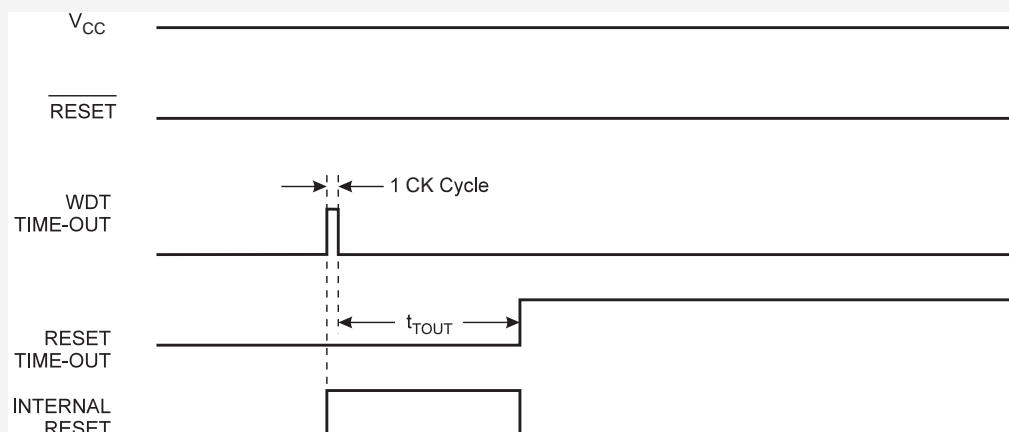 VCC
RESET
WDT
TIME-OUT
1 CK Cycle
tTOUT
RESET
TIME-OUT
INTERNAL
RESET